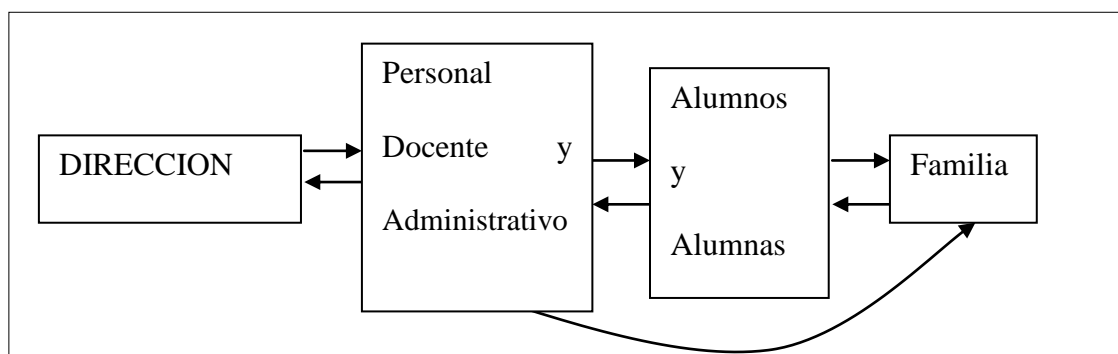 DIRECCION
Personal
Docente y
Administrativo
Alumnos
y
Alumnas
Familia